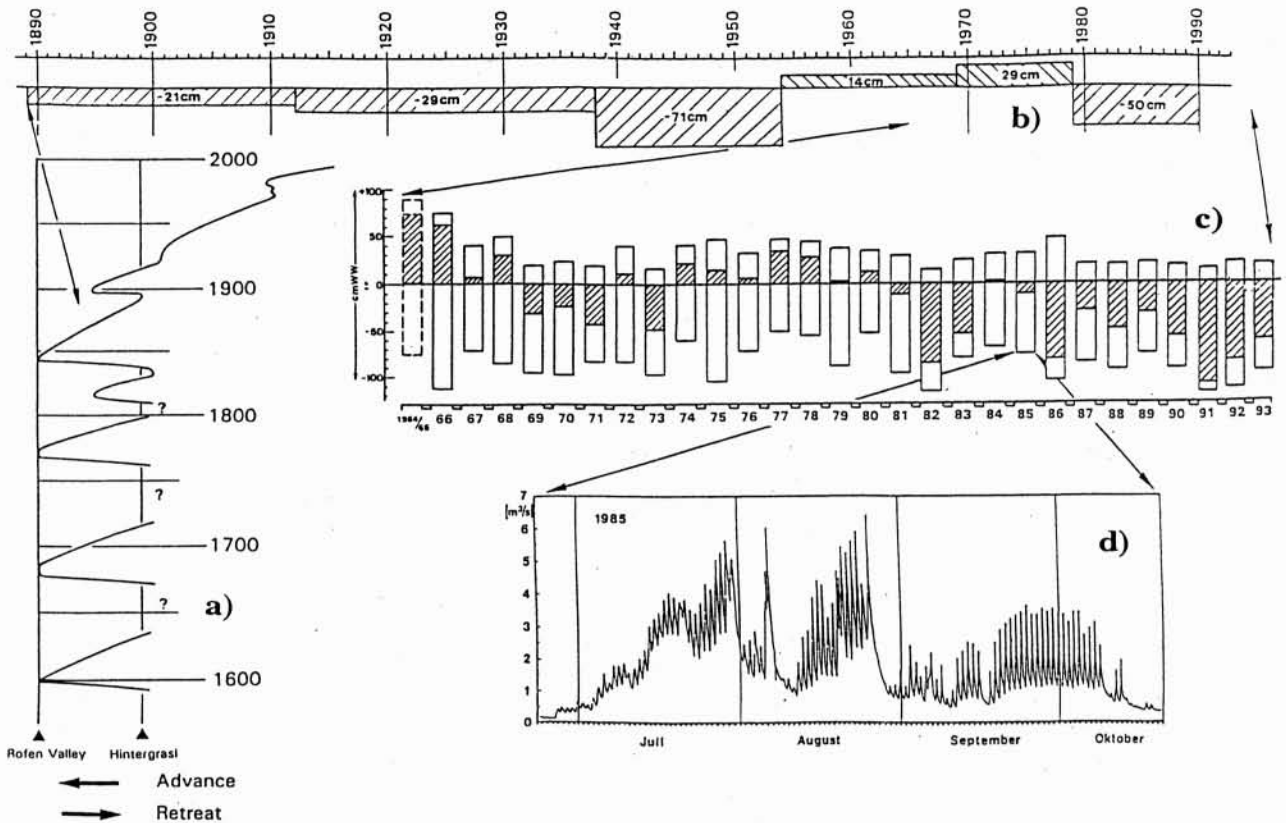 1890 1900 1910 1920 1930 1940 1950 1960 1970 1980 1990
-21cm -29cm -71cm 14cm 29cm -50cm
b)
2000
1900
1800
1700
1600
?
?
?
a)
Rofen Valley Hintergrasl
Advance
Retreat
+100
50
0
-50
-100
cmWW
c)
1964/65 66 67 68 69 70 71 72 73 74 75 76 77 78 79 80 81 82 83 84 85 86 87 88 89 90 91 92 93
7
[m³/s]
6
5
4
3
2
1
0
1985
d)
Juli August September Oktober